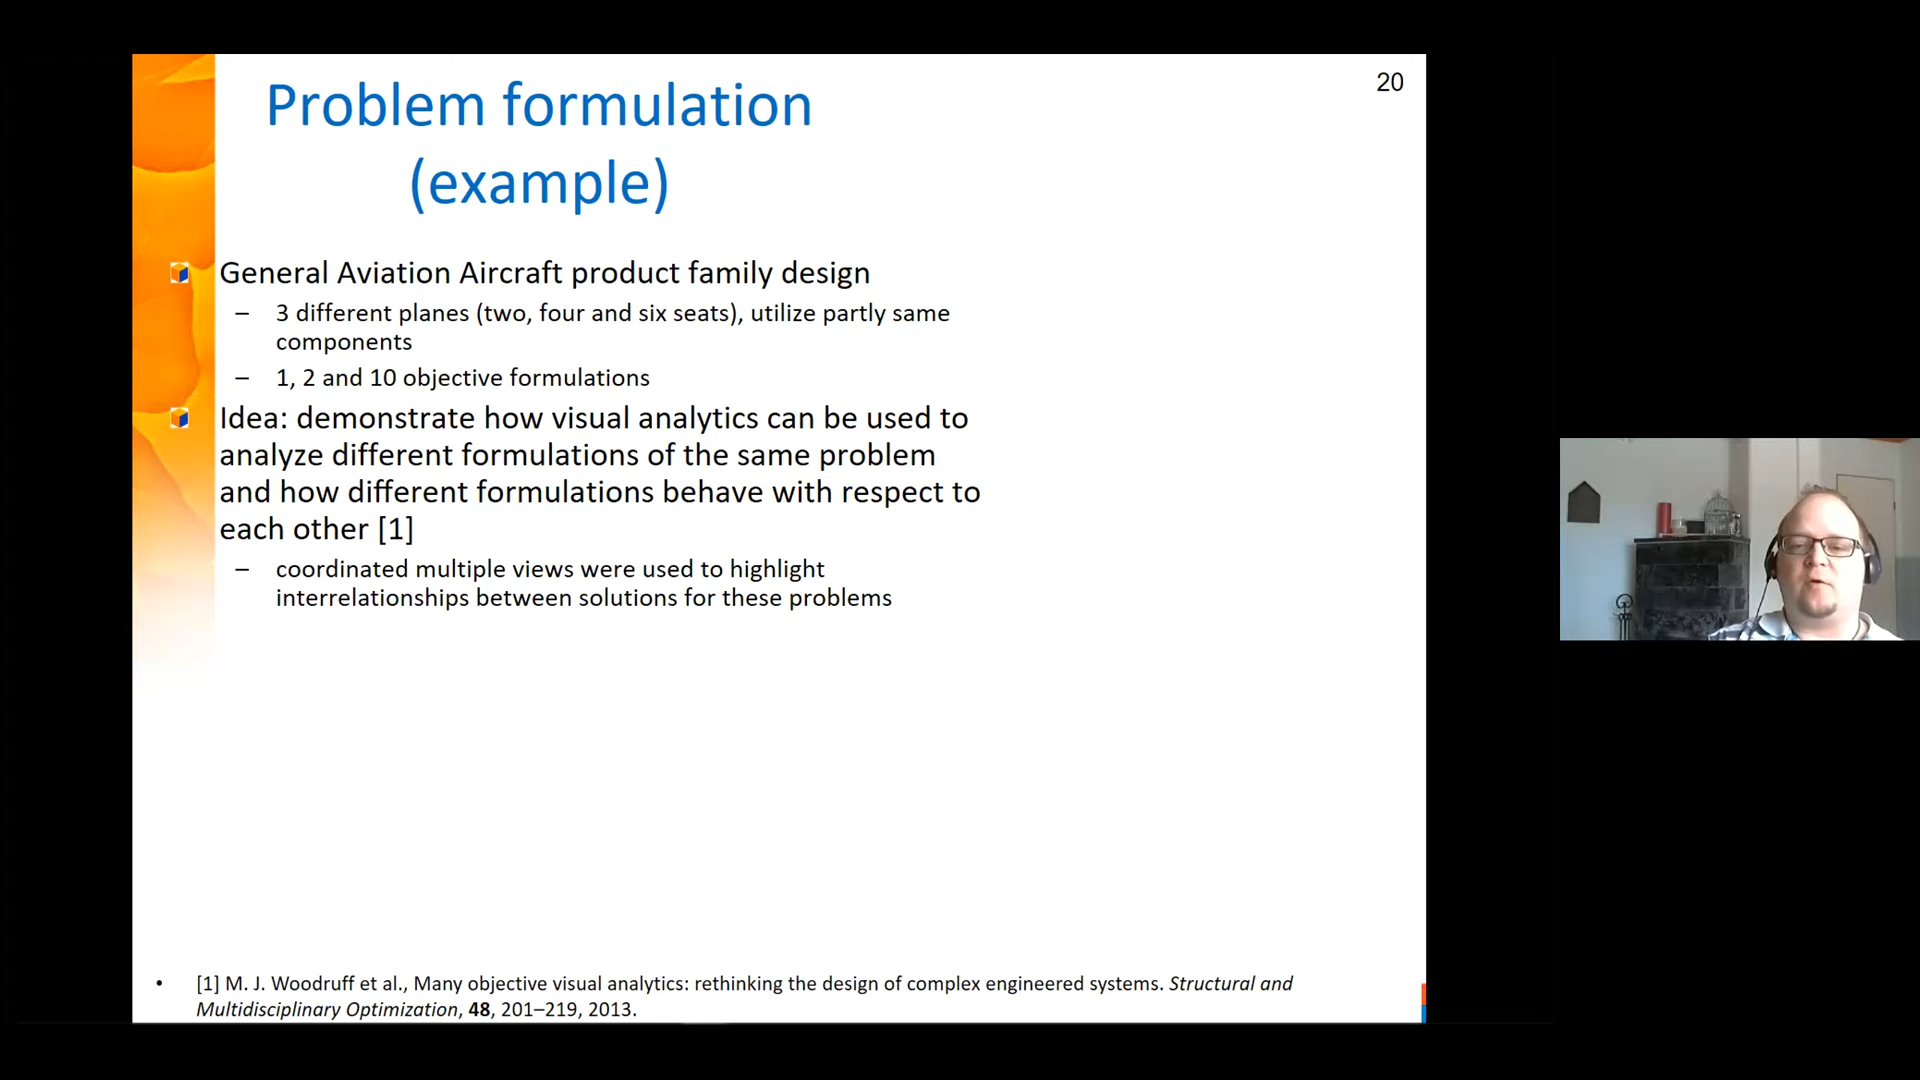 20
Problem formulation
(example)
General Aviation Aircraft product family design
– 3 different planes (two, four and six seats), utilize partly same
components
– 1, 2 and 10 objective formulations
Idea: demonstrate how visual analytics can be used to
analyze different formulations of the same problem
and how different formulations behave with respect to
each other [1]
– coordinated multiple views were used to highlight
interrelationships between solutions for these problems
• [1] M. J. Woodruff et al., Many objective visual analytics: rethinking the design of complex engineered systems. Structural and
Multidisciplinary Optimization, 48, 201–219, 2013.